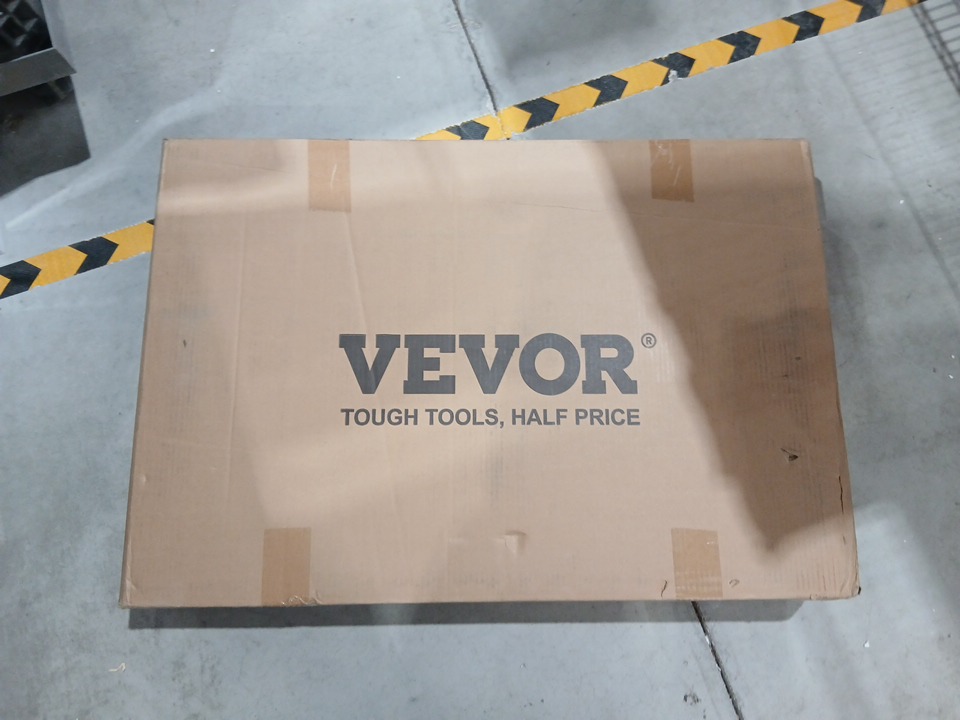 VEVOR®
TOUGH TOOLS, HALF PRICE